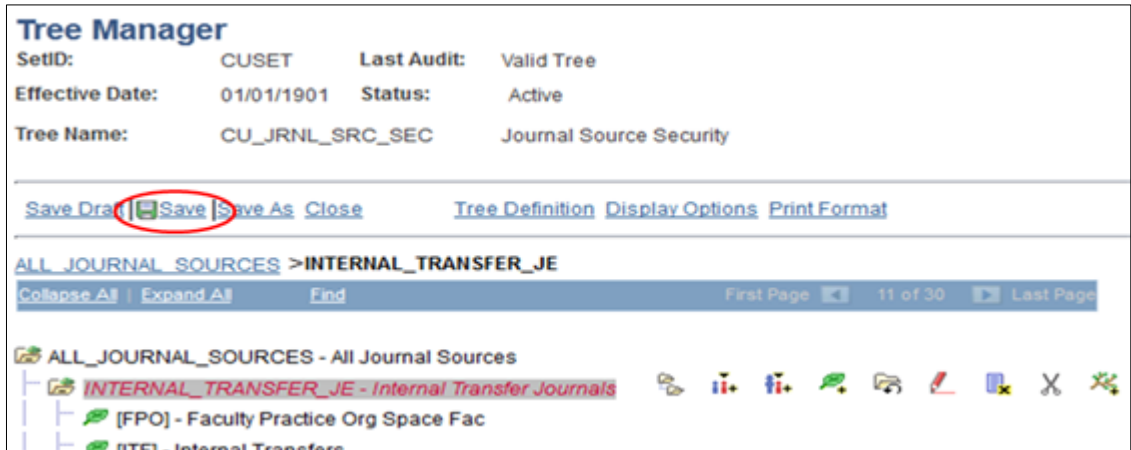 Tree Manager
SetID: CUSET Last Audit: Valid Tree
Effective Date: 01/01/1901 Status: Active
Tree Name: CU_JRNL_SRC_SEC Journal Source Security
Save Draft | Save | Save As Close Tree Definition Display Options Print Format
ALL_JOURNAL_SOURCES >INTERNAL_TRANSFER_JE
Collapse All | Expand All Find First Page 11 of 30 Last Page
ALL_JOURNAL_SOURCES - All Journal Sources
INTERNAL_TRANSFER_JE - Internal Transfer Journals
[FPO] - Faculty Practice Org Space Fac
[ITF] - Internal Transfers